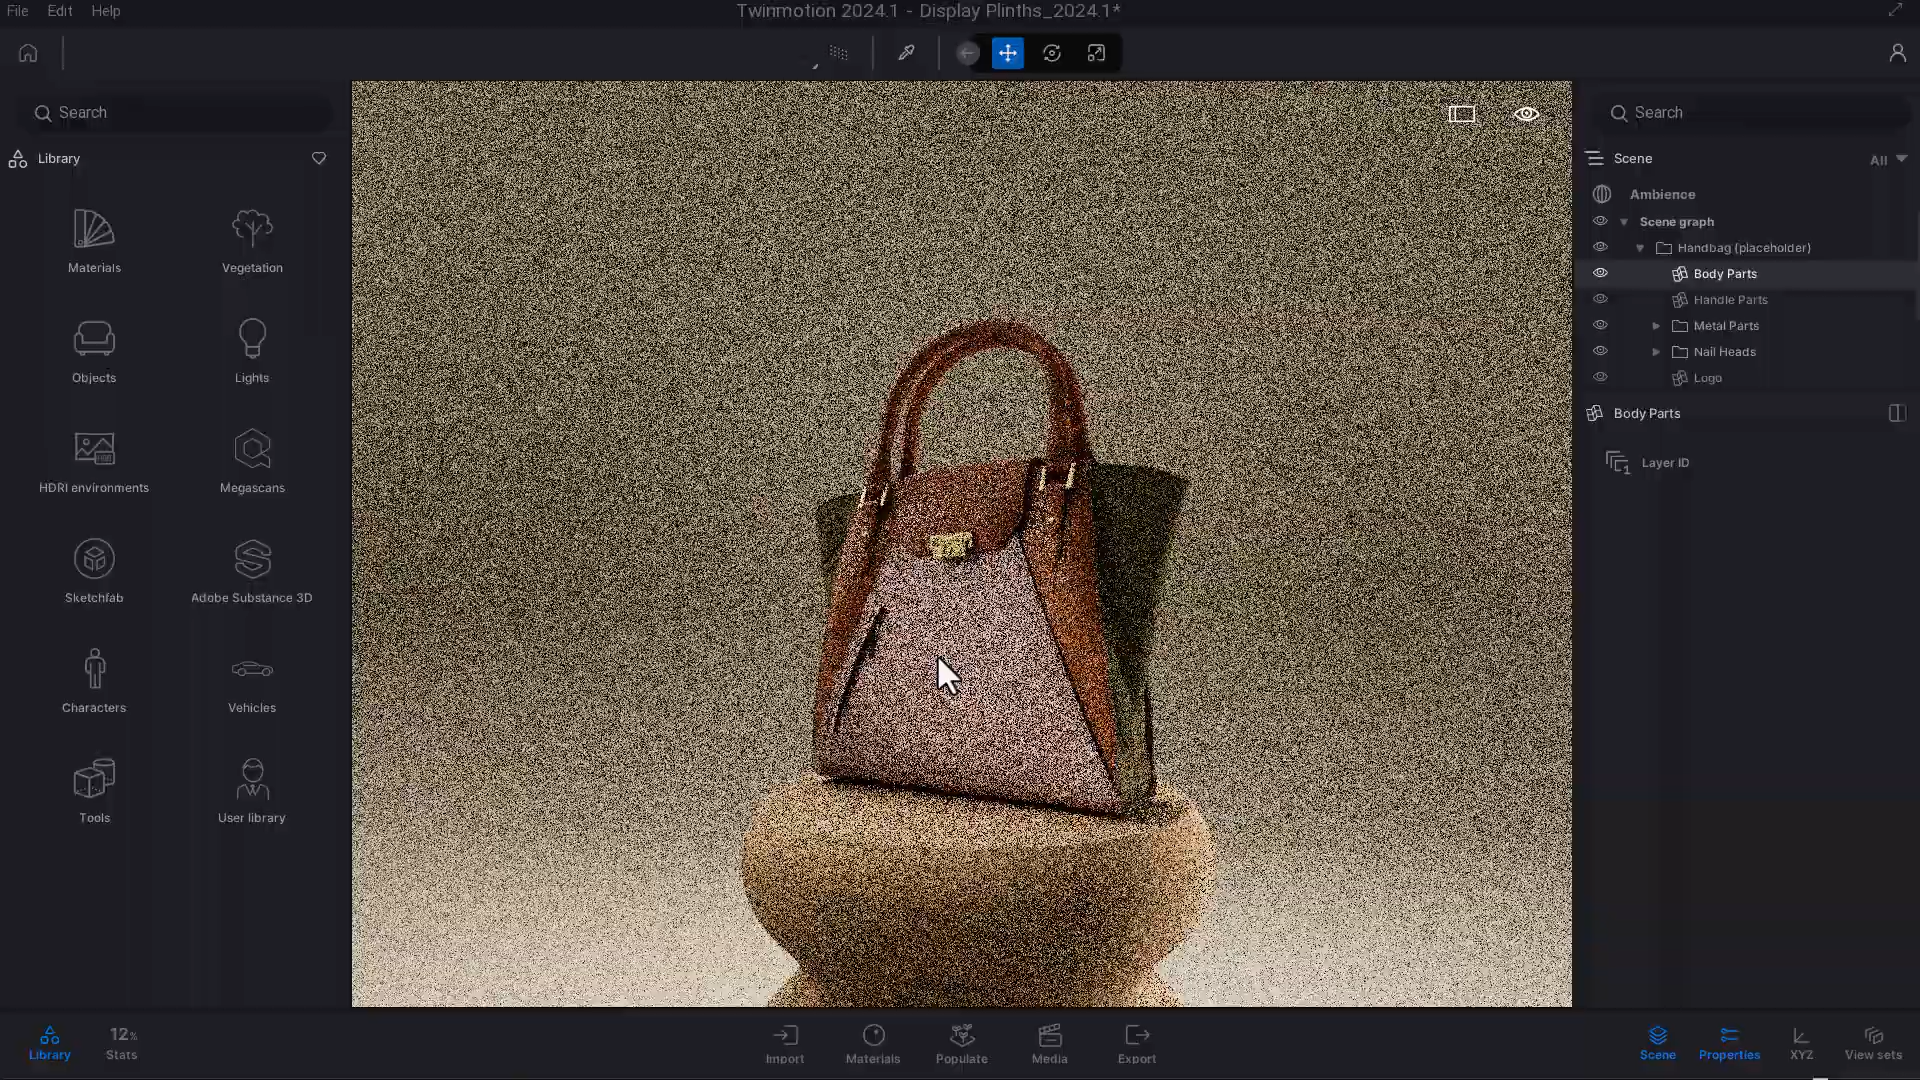 File Edit Help
Twinmotion 2024.1 - Display Plinths_2024.1*
Search
Library
Materials
Vegetation
Objects
Lights
HDRI environments
Megascans
Sketchfab
Adobe Substance 3D
Characters
Vehicles
Tools
User library
Search
Scene
All
Ambience
Scene graph
Handbag (placeholder)
Body Parts
Handle Parts
Metal Parts
Nail Heads
Logo
Body Parts
1 Layer ID
Library
12%
Stats
Import
Materials
Populate
Media
Export
Scene
Properties
XYZ
View sets